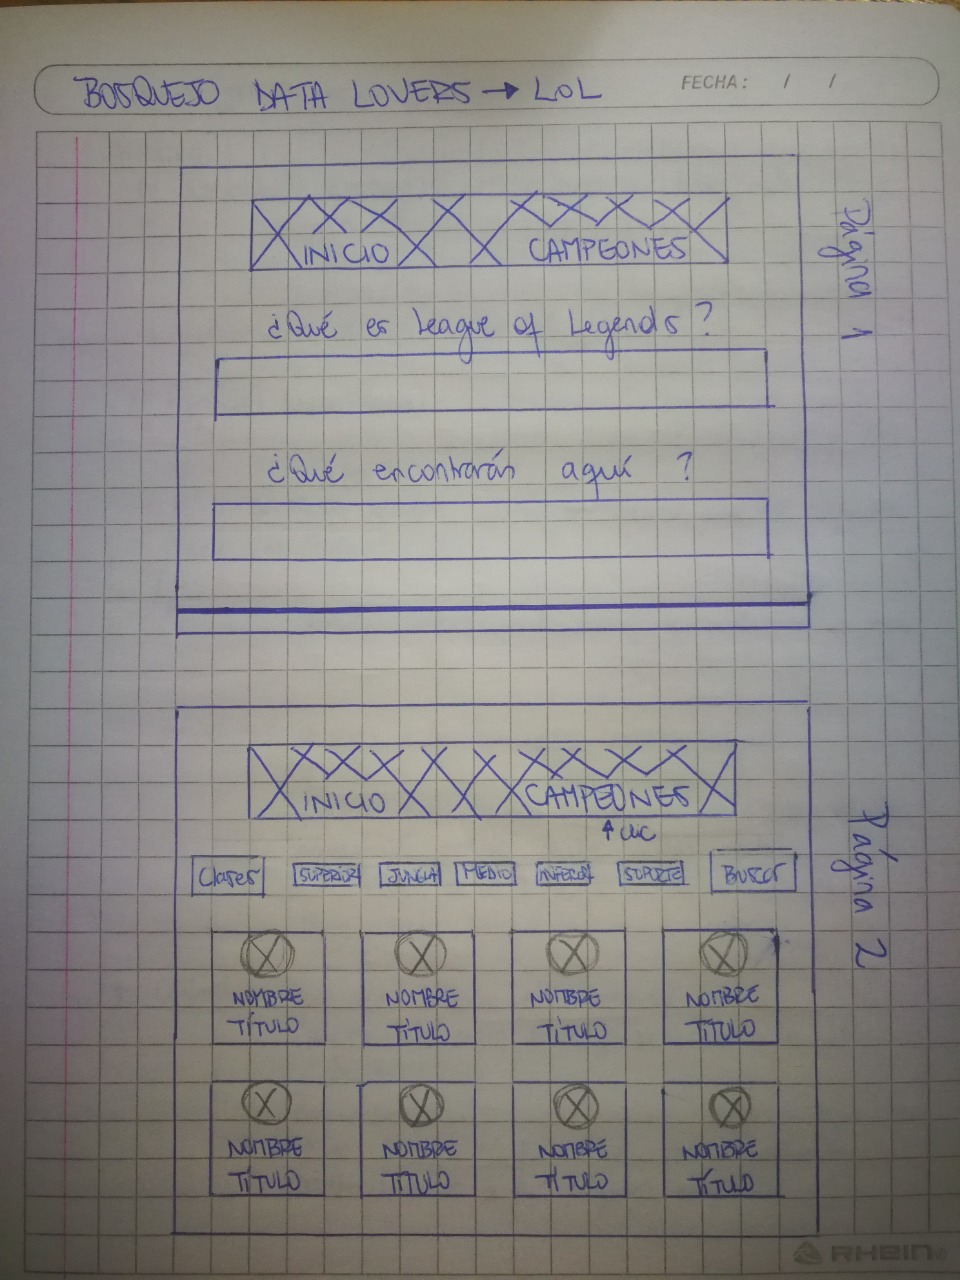 BOSQUEJO DATA LOVERS → LOL
FECHA: / /
Página 1
INICIO CAMPEONES
¿Qué es League of Legends?
¿Qué encontrarán aquí ?
Página 2
INICIO CAMPEONES
↑ clic
Clases SUPERIOR JUNGLA MEDIO INFERIOR SOPORTE Buscar
NOMBRE NOMBRE NOMBRE NOMBRE
TÍTULO TÍTULO TÍTULO TÍTULO
NOMBRE NOMBRE NOMBRE NOMBRE
TÍTULO TÍTULO TÍTULO TÍTULO
RHEIN